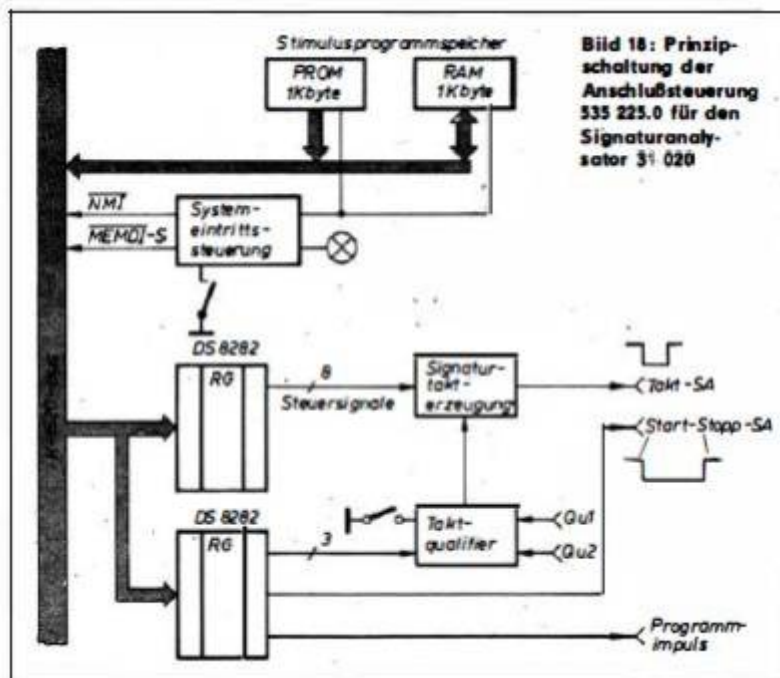 Stimulusprogrammspeicher
PROM
1Kbyte
RAM
1Kbyte
Bild 18: Prinzip-
schaltung der
Anschlußsteuerung
535 225.0 für den
Signaturanaly-
sator 31 020
NMI
MEMDI-S
System-
eintritts-
steuerung
DS 8282
RG
8
Steuersignale
Signatur-
takt-
erzeugung
Takt-SA
Start-Stopp-SA
DS 8282
RG
3
Takt-
qualifier
Qu1
Qu2
Programm-
impuls